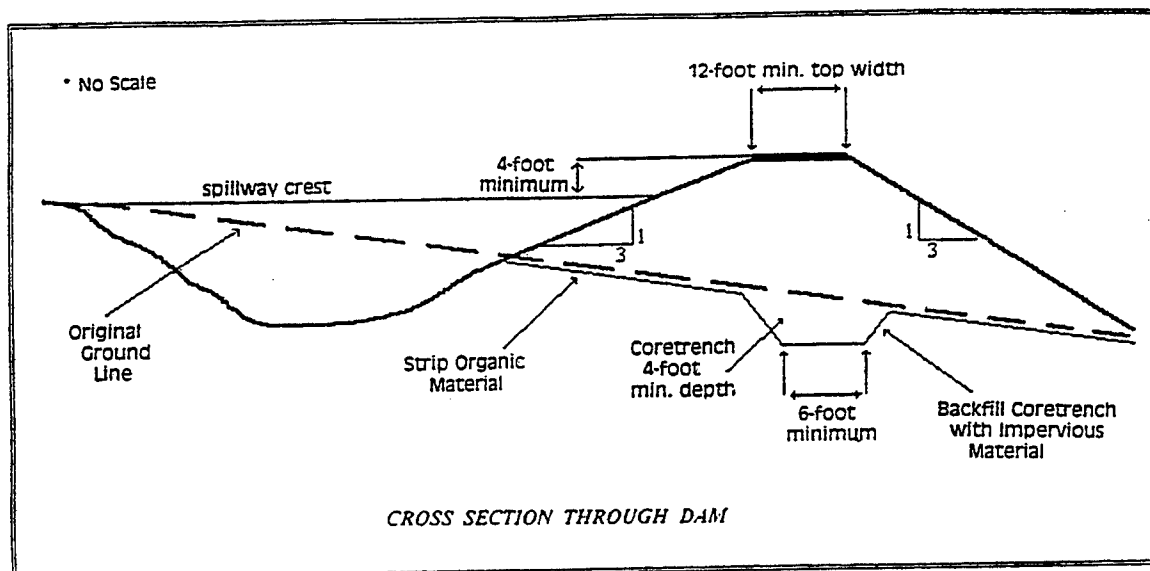 * No Scale
12-foot min. top width
4-foot
minimum
spillway crest
1
3
1
3
Original
Ground
Line
Strip Organic
Material
Coretrench
4-foot
min. depth
6-foot
minimum
Backfill Coretrench
with Impervious
Material
CROSS SECTION THROUGH DAM